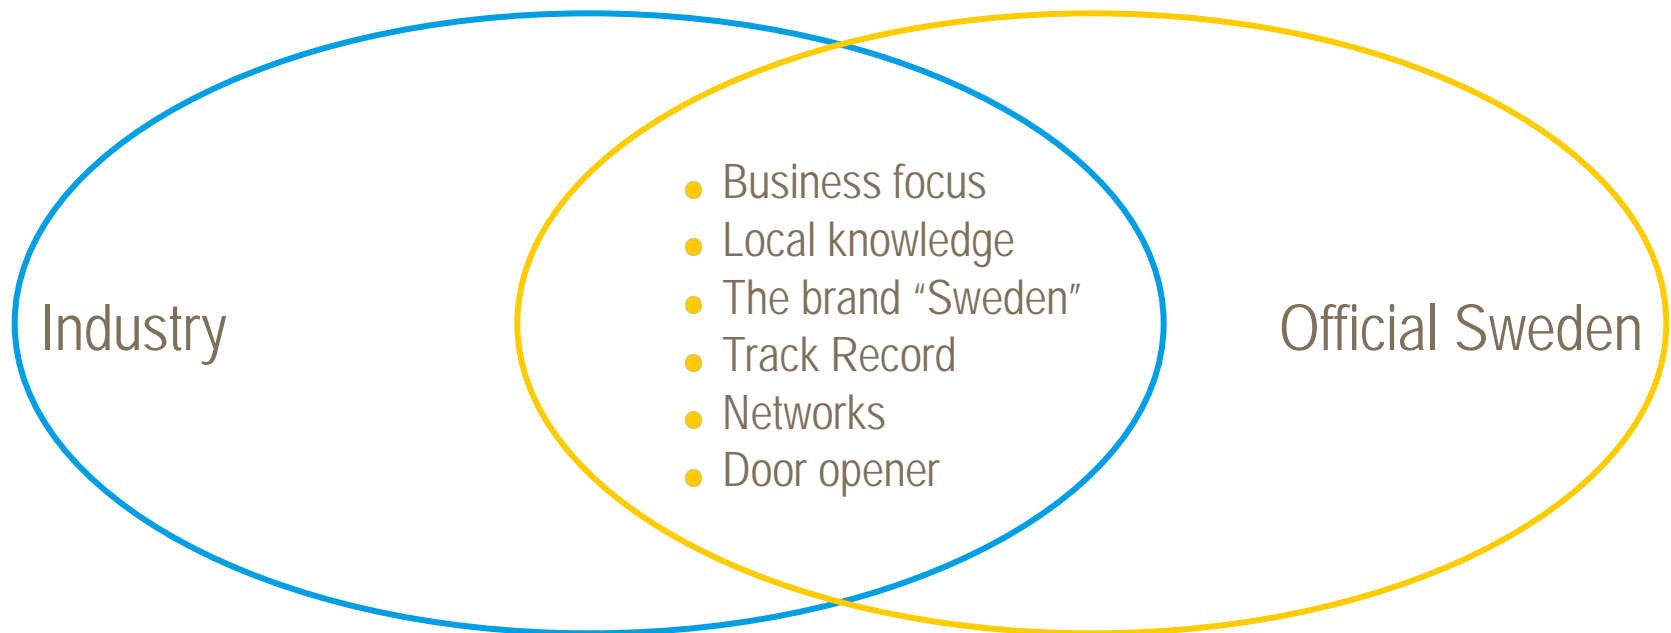 Business focus
Local knowledge
The brand “Sweden”
Track Record
Networks
Door opener
Industry
Official Sweden